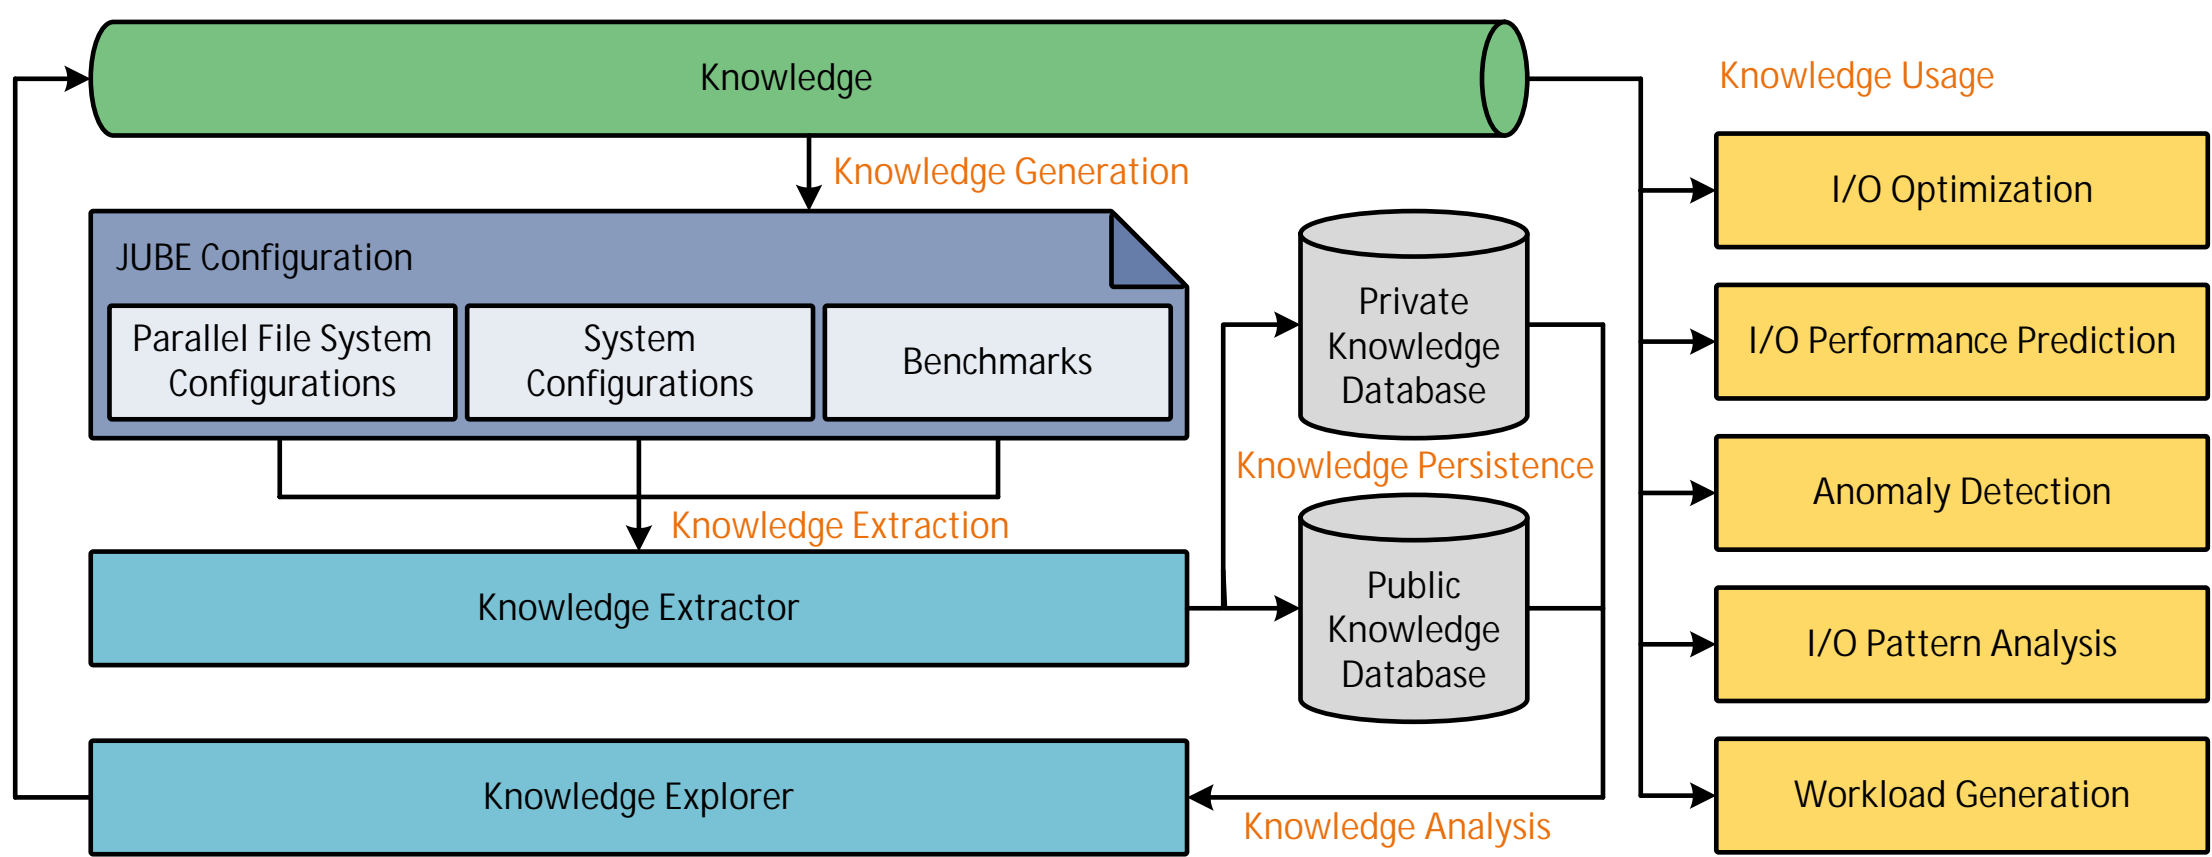 Knowledge
Knowledge Usage
Knowledge Generation
JUBE Configuration
Parallel File System
Configurations
System
Configurations
Benchmarks
Private
Knowledge
Database
Knowledge Persistence
Knowledge Extraction
Knowledge Extractor
Public
Knowledge
Database
Knowledge Explorer
Knowledge Analysis
I/O Optimization
I/O Performance Prediction
Anomaly Detection
I/O Pattern Analysis
Workload Generation